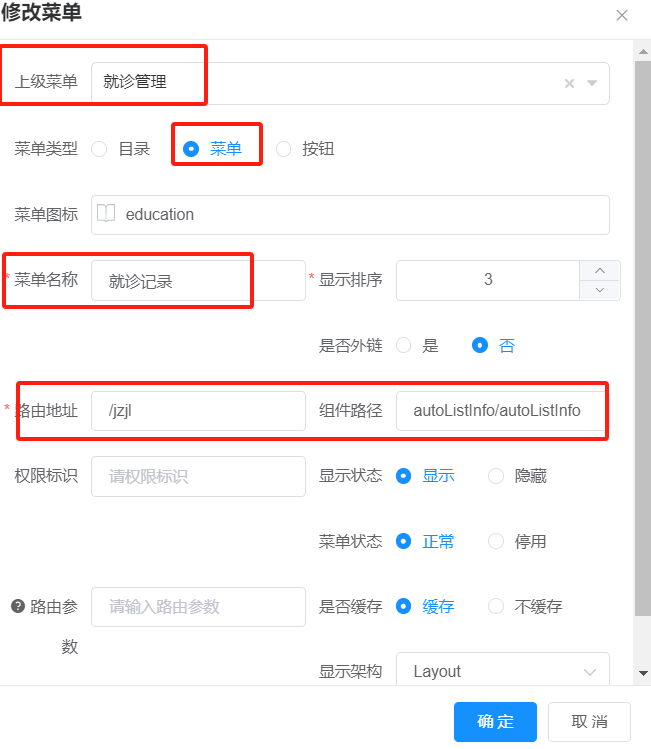 修改菜单
上级菜单 就诊管理
菜单类型 目录 菜单 按钮
菜单图标 education
* 菜单名称 就诊记录 * 显示排序 3
是否外链 是 否
* 路由地址 /jzjl 组件路径 autoListInfo/autoListInfo
权限标识 请权限标识 显示状态 显示 隐藏
菜单状态 正常 停用
路由参数 请输入路由参数 是否缓存 缓存 不缓存
显示架构 Layout
确定 取消